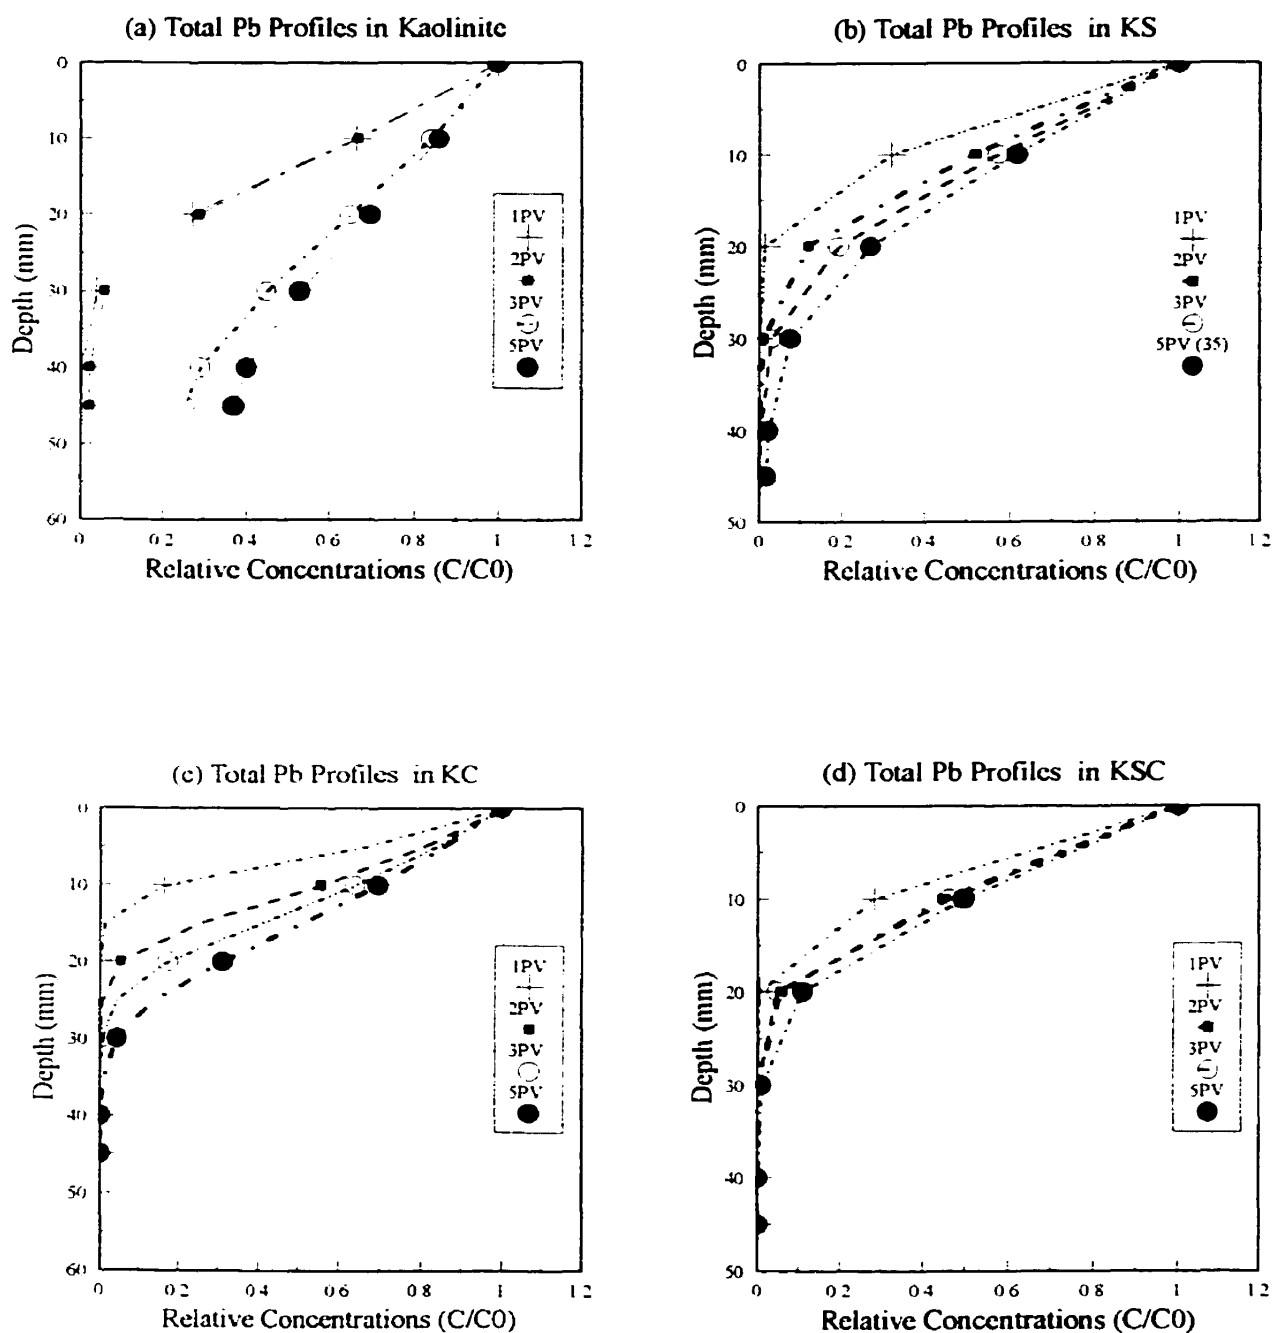 (a) Total Pb Profiles in Kaolinite
0
10
20
30
40
50
60
Depth (mm)
0 0.2 0.4 0.6 0.8 1 1.2
Relative Concentrations (C/C0)
1PV
2PV
3PV
5PV
(b) Total Pb Profiles in KS
0
10
20
30
40
50
Depth (mm)
0 0.2 0.4 0.6 0.8 1 1.2
Relative Concentrations (C/C0)
1PV
2PV
3PV
5PV (35)
(c) Total Pb Profiles in KC
0
10
20
30
40
50
60
Depth (mm)
0 0.2 0.4 0.6 0.8 1 1.2
Relative Concentrations (C/C0)
1PV
2PV
3PV
5PV
(d) Total Pb Profiles in KSC
0
10
20
30
40
50
Depth (mm)
0 0.2 0.4 0.6 0.8 1 1.2
Relative Concentrations (C/C0)
1PV
2PV
3PV
5PV